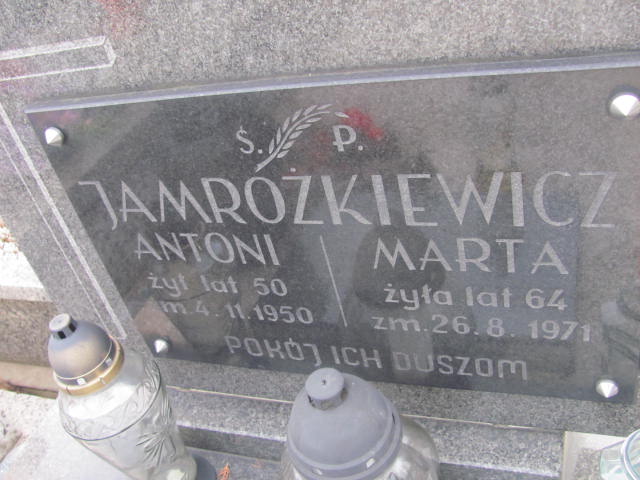 Ś. P.
JAMROŻKIEWICZ
ANTONI MARTA
żył lat 50 żyła lat 64
m. 4.11.1950 zm. 26.8.1971
POKÓJ ICH DUSZOM